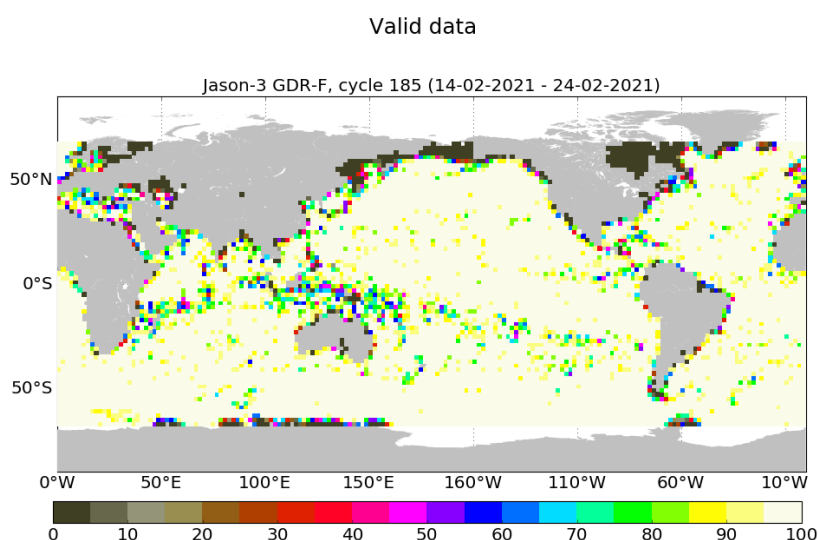 Valid data
Jason-3 GDR-F, cycle 185 (14-02-2021 - 24-02-2021)
50°N
0°S
50°S
0°W 50°E 100°E 150°E 160°W 110°W 60°W 10°W
0 10 20 30 40 50 60 70 80 90 100